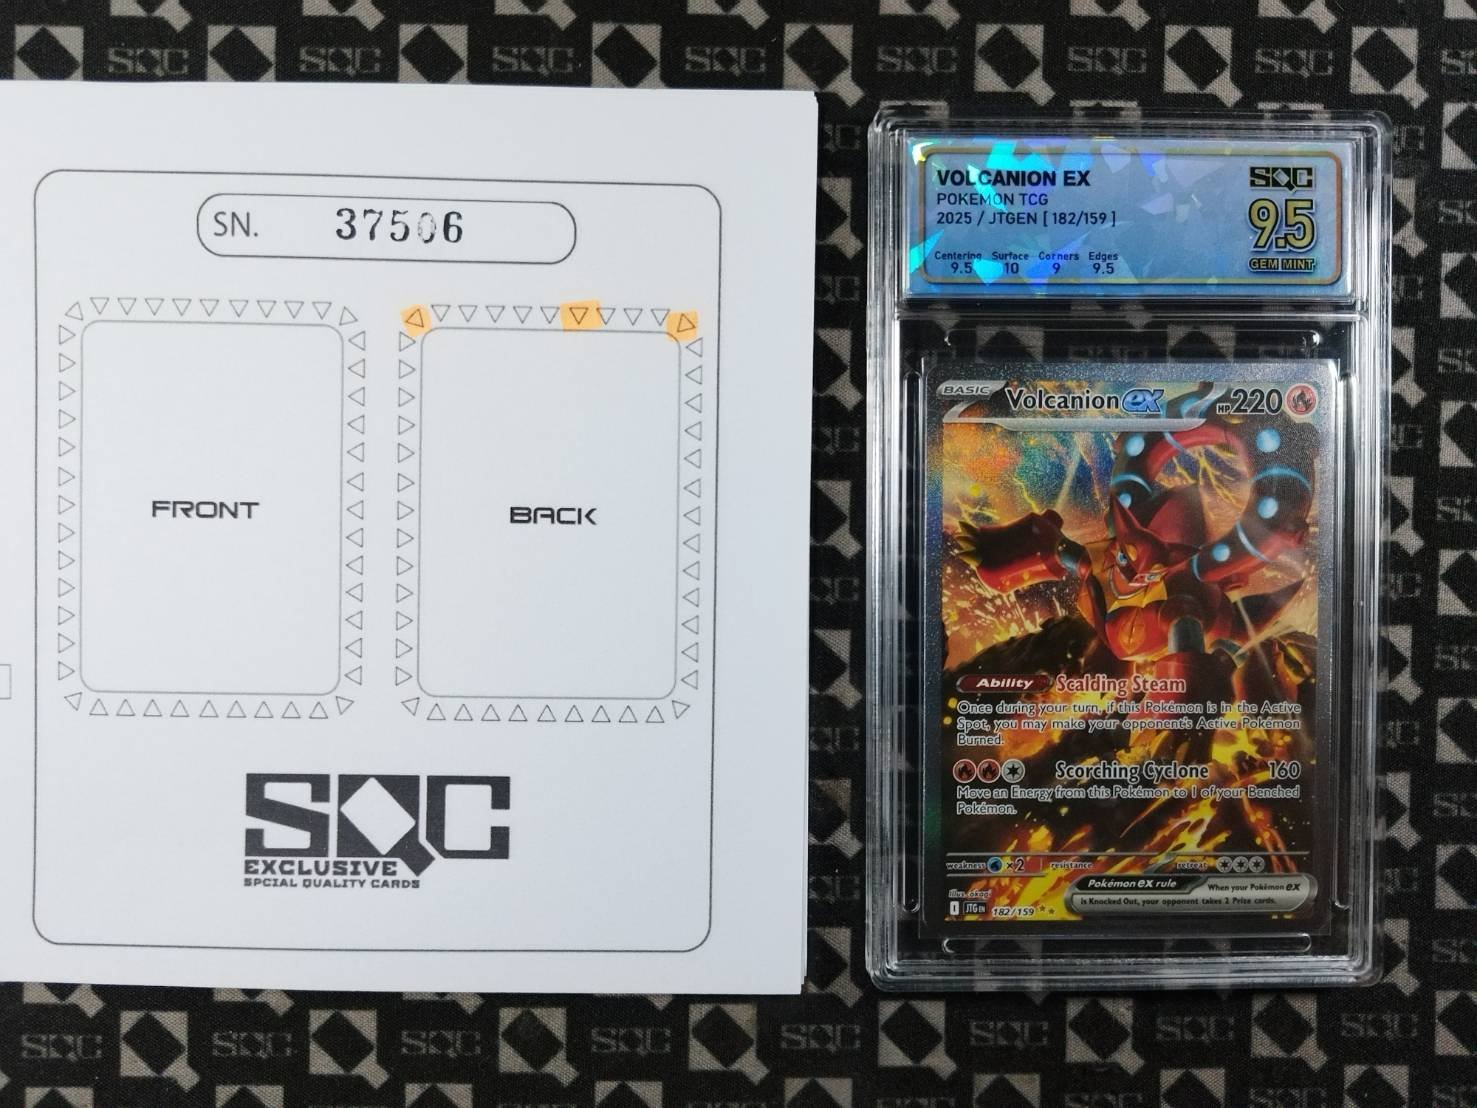 SN. 37506
FRONT
BACK
SQC
EXCLUSIVE
SPCIAL QUALITY CARDS
VOLCANION EX
POKEMON TCG
2025 / JTGEN [ 182/159 ]
Centering Surface Corners Edges
9.5 10 9 9.5
SQC
9.5
GEM MINT
BASIC Volcanion ex HP 220
Ability Scalding Steam
Once during your turn, if this Pokémon is in the Active
Spot, you may make your opponent's Active Pokémon
Burned.
Scorching Cyclone 160
Move an Energy from this Pokémon to 1 of your Benched
Pokémon.
weakness ×2 resistance retreat
Illus. okagi
Pokémon ex rule When your Pokémon ex
is Knocked Out, your opponent takes 2 Prize cards.
I JTG EN 182/159